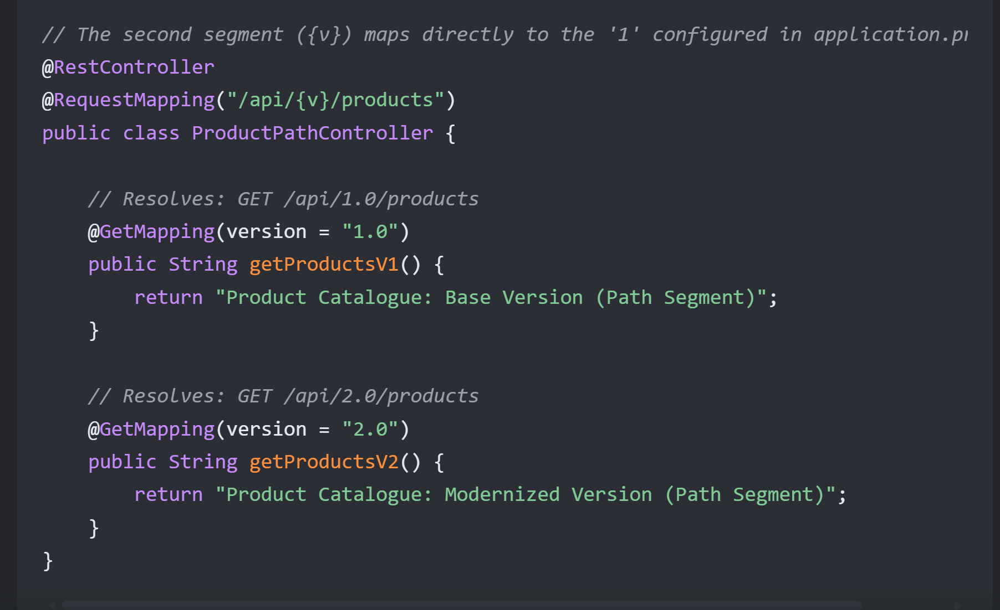 // The second segment ({v}) maps directly to the '1' configured in
@RestController
@RequestMapping("/api/{v}/products")
public class ProductPathController {
// Resolves: GET /api/1.0/products
@GetMapping(version = "1.0")
public String getProductsV1() {
return "Product Catalogue: Base Version (Path Segment)";
}
// Resolves: GET /api/2.0/products
@GetMapping(version = "2.0")
public String getProductsV2() {
return "Product Catalogue: Modernized Version (Path Segment)";
}
}